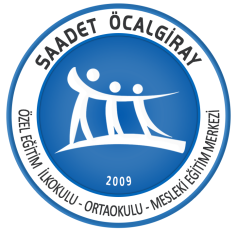 SAADET ÖCALGİRAY
2009
ÖZEL EĞİTİM İLKOKULU - ORTAOKULU - MESLEKİ EĞİTİM MERKEZİ